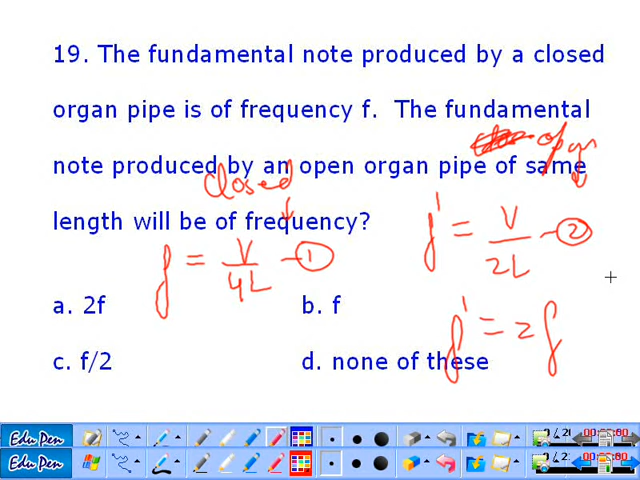 19. The fundamental note produced by a closed
organ pipe is of frequency f. The fundamental
open
note produced by an open organ pipe of same
closed
length will be of frequency?
f = V/4L - 1
f' = V/2L - 2
a. 2f
b. f
f' = 2f
c. f/2
d. none of these
Edu Pen
Edu Pen